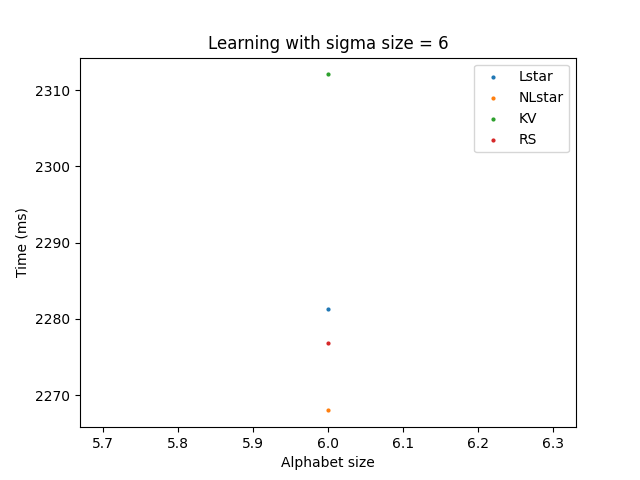 Learning with sigma size = 6
Lstar
NLstar
KV
RS
2310
2300
2290
2280
2270
Time (ms)
5.7 5.8 5.9 6.0 6.1 6.2 6.3
Alphabet size